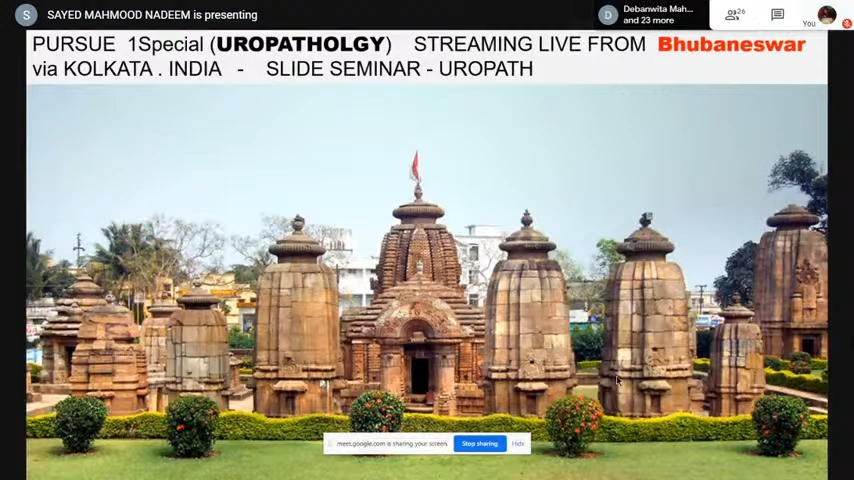 S SAYED MAHMOOD NADEEM is presenting
D Debanwita Mah...
and 23 more
26
You
PURSUE 1Special (UROPATHOLGY) STREAMING LIVE FROM Bhubaneswar
via KOLKATA . INDIA - SLIDE SEMINAR - UROPATH
meet.google.com is sharing your screen. Stop sharing Hide